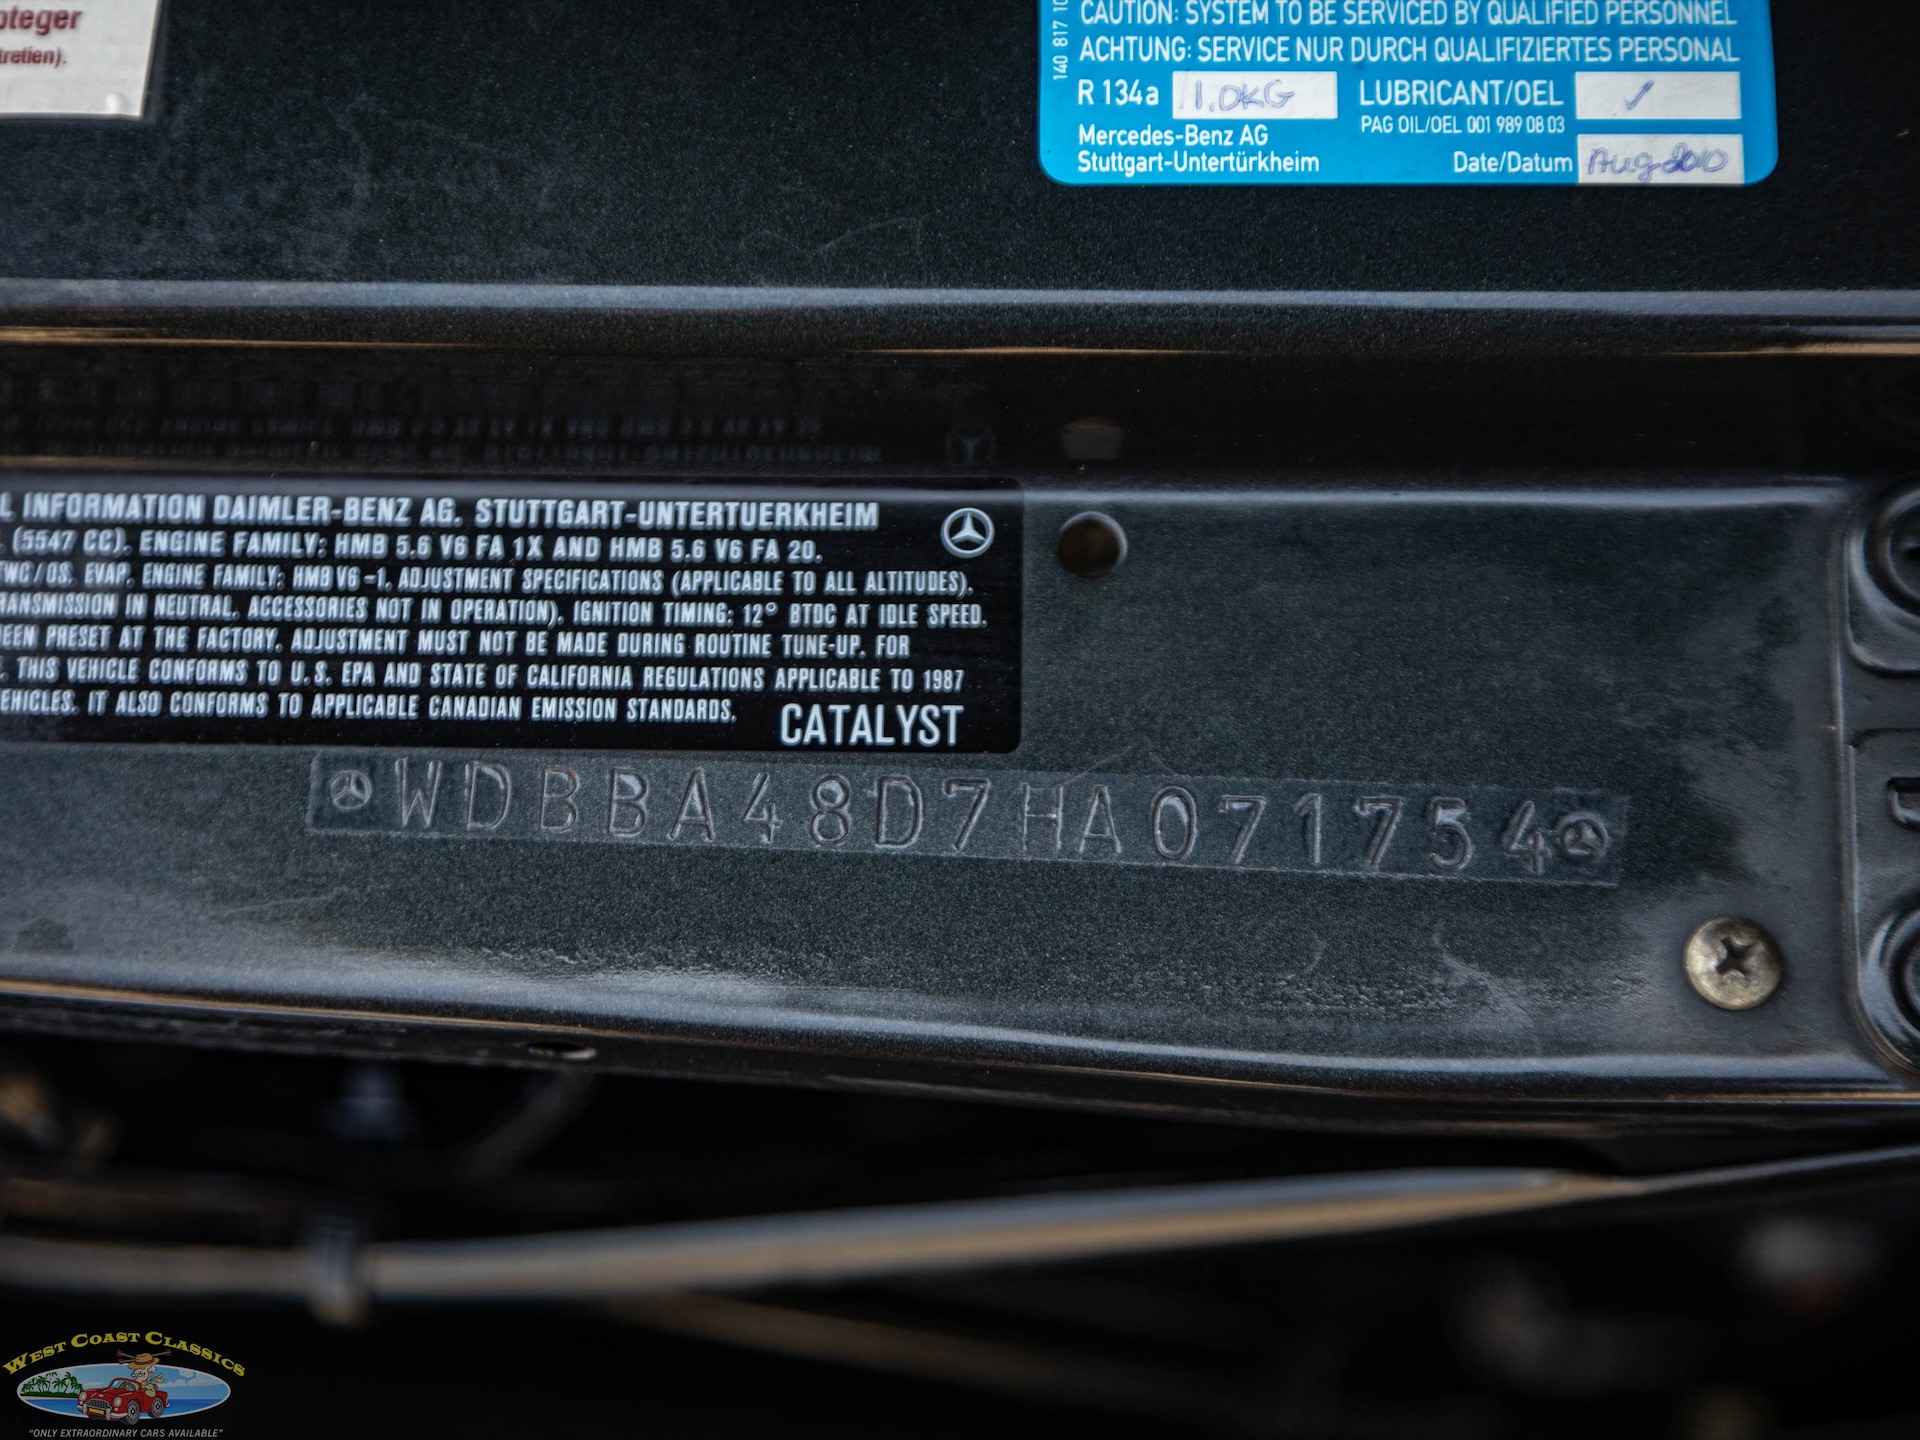 oteger
tretien).
140 817 10
CAUTION: SYSTEM TO BE SERVICED BY QUALIFIED PERSONNEL
ACHTUNG: SERVICE NUR DURCH QUALIFIZIERTES PERSONAL
R 134a 1.0KG LUBRICANT/OEL ✓
PAG OIL/OEL 001 989 08 03
Mercedes-Benz AG
Stuttgart-Untertürkheim Date/Datum Aug 2010
L INFORMATION DAIMLER-BENZ AG. STUTTGART-UNTERTUERKHEIM
(5547 CC). ENGINE FAMILY: HMB 5.6 V6 FA 1X AND HMB 5.6 V6 FA 20.
TWC/OS. EVAP. ENGINE FAMILY: HMB V6-1. ADJUSTMENT SPECIFICATIONS (APPLICABLE TO ALL ALTITUDES).
RANSMISSION IN NEUTRAL. ACCESSORIES NOT IN OPERATION). IGNITION TIMING: 12° BTDC AT IDLE SPEED.
EEN PRESET AT THE FACTORY. ADJUSTMENT MUST NOT BE MADE DURING ROUTINE TUNE-UP. FOR
. THIS VEHICLE CONFORMS TO U.S. EPA AND STATE OF CALIFORNIA REGULATIONS APPLICABLE TO 1987
EHICLES. IT ALSO CONFORMS TO APPLICABLE CANADIAN EMISSION STANDARDS.
CATALYST
WDBBA48D7HA071754
WEST COAST CLASSICS
"ONLY EXTRAORDINARY CARS AVAILABLE"